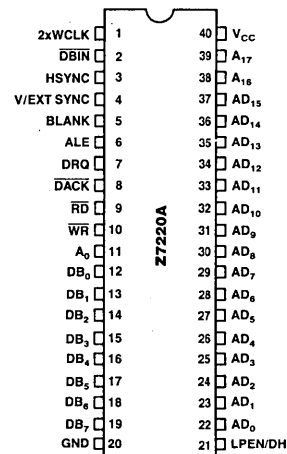 2xWCLK 1 40 VCC
DBIN 2 39 A17
HSYNC 3 38 A16
V/EXT SYNC 4 37 AD15
BLANK 5 36 AD14
ALE 6 35 AD13
DRQ 7 34 AD12
DACK 8 33 AD11
RD 9 32 AD10
WR 10 31 AD9
A0 11 30 AD8
DB0 12 29 AD7
DB1 13 28 AD6
DB2 14 27 AD5
DB3 15 26 AD4
DB4 16 25 AD3
DB5 17 24 AD2
DB6 18 23 AD1
DB7 19 22 AD0
GND 20 21 LPEN/DH
Z7220A